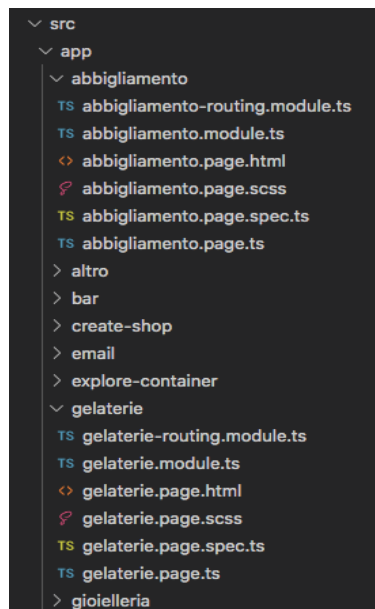 src
app
abbigliamento
TS abbigliamento-routing.module.ts
TS abbigliamento.module.ts
<> abbigliamento.page.html
abbigliamento.page.scss
TS abbigliamento.page.spec.ts
TS abbigliamento.page.ts
altro
bar
create-shop
email
explore-container
gelaterie
TS gelaterie-routing.module.ts
TS gelaterie.module.ts
<> gelaterie.page.html
gelaterie.page.scss
TS gelaterie.page.spec.ts
TS gelaterie.page.ts
gioielleria